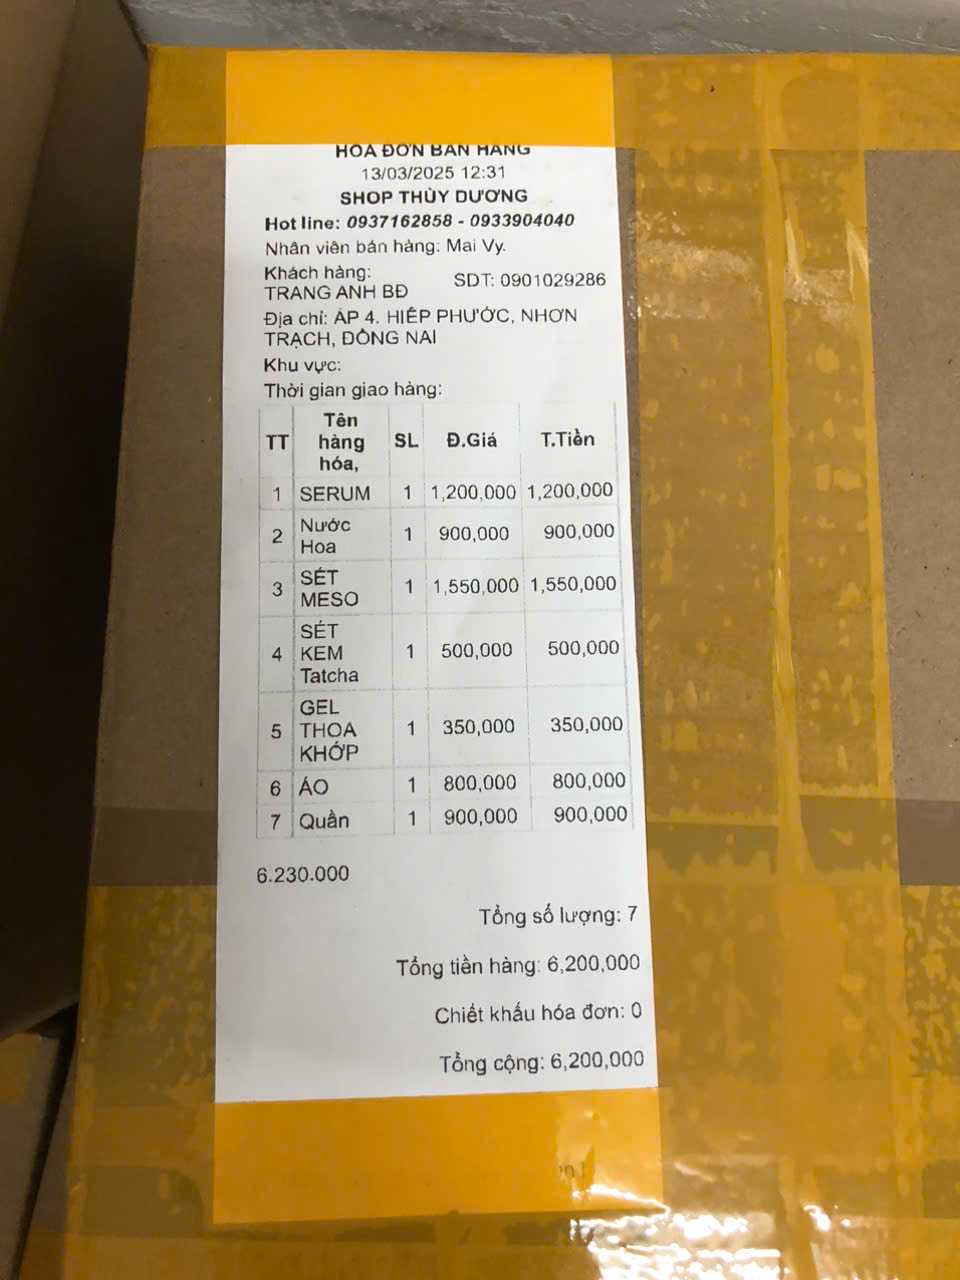 HÓA ĐƠN BÁN HÀNG
13/03/2025 12:31
SHOP THÙY DƯƠNG
Hot line: 0937162858 - 0933904040
Nhân viên bán hàng: Mai Vy.
Khách hàng:
TRANG ANH BĐ
SDT: 0901029286
Địa chỉ: ẤP 4. HIỆP PHƯỚC, NHƠN
TRẠCH, ĐỒNG NAI
Khu vực:
Thời gian giao hàng:
TT Tên hàng hóa, SL Đ.Giá T.Tiền
1 SERUM 1 1,200,000 1,200,000
2 Nước Hoa 1 900,000 900,000
3 SÉT MESO 1 1,550,000 1,550,000
4 SÉT KEM Tatcha 1 500,000 500,000
5 GEL THOA KHỚP 1 350,000 350,000
6 ÁO 1 800,000 800,000
7 Quần 1 900,000 900,000
6.230.000
Tổng số lượng: 7
Tổng tiền hàng: 6,200,000
Chiết khấu hóa đơn: 0
Tổng cộng: 6,200,000